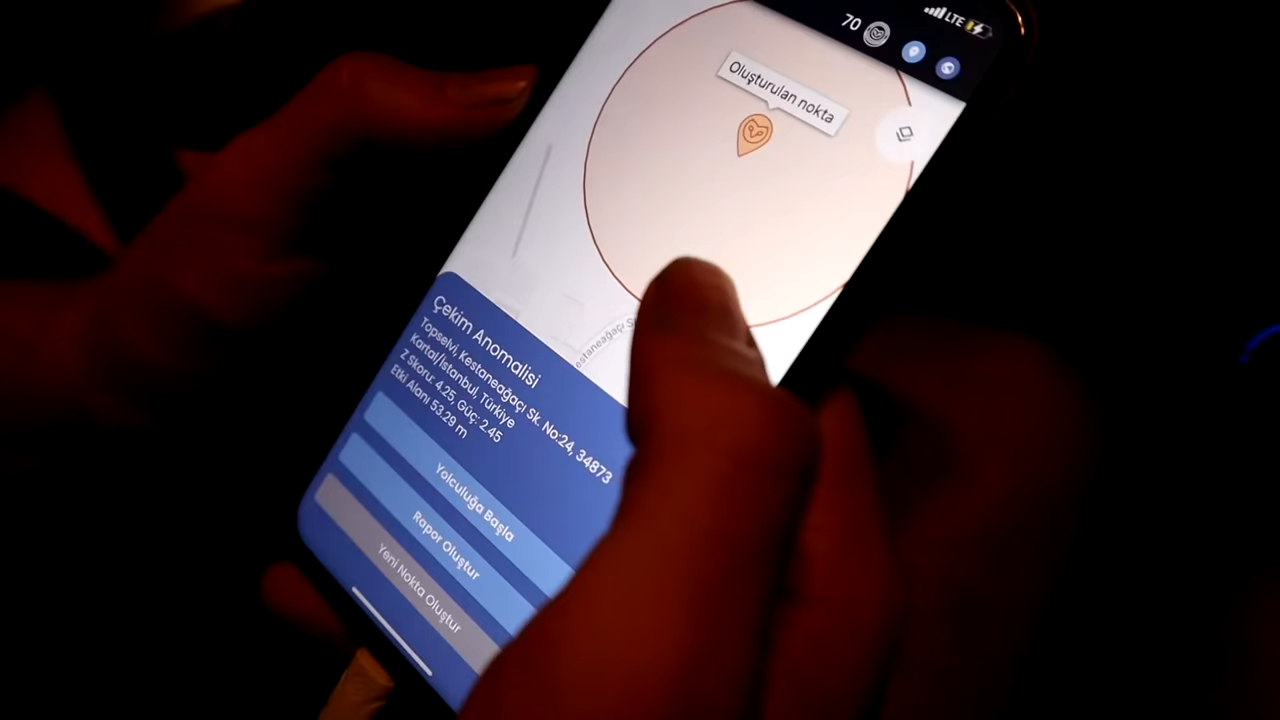 LTE
70
Oluşturulan nokta
Çekim Anomalisi
Topselvi, Kestaneağaçı Sk. No:24, 34873
Kartal/İstanbul, Türkiye
Z Skoru: 4.25, Güç: 2.45
Etki Alanı 53.29 m
Yolculuğa Başla
Rapor Oluştur
Yeni Nokta Oluştur